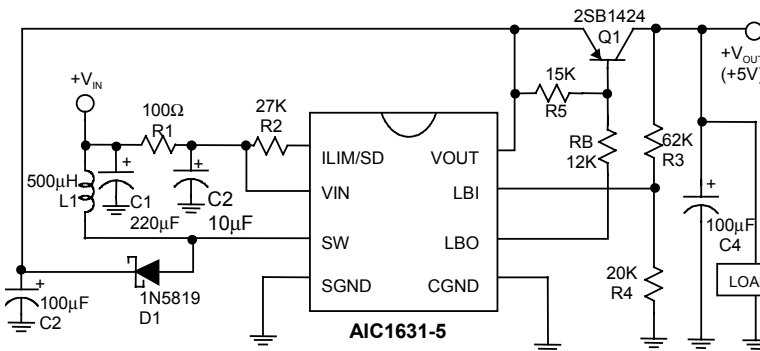 2SB1424
Q1
+VIN
+VOUT
(+5V)
100Ω
R1
27K
R2
15K
R5
RB
12K
62K
R3
ILIM/SD
VOUT
500µH
L1
C1
220µF
C2
10µF
VIN
LBI
100µF
C4
SW
LBO
20K
R4
LOA
1N5819
D1
SGND
CGND
100µF
C2
AIC1631-5